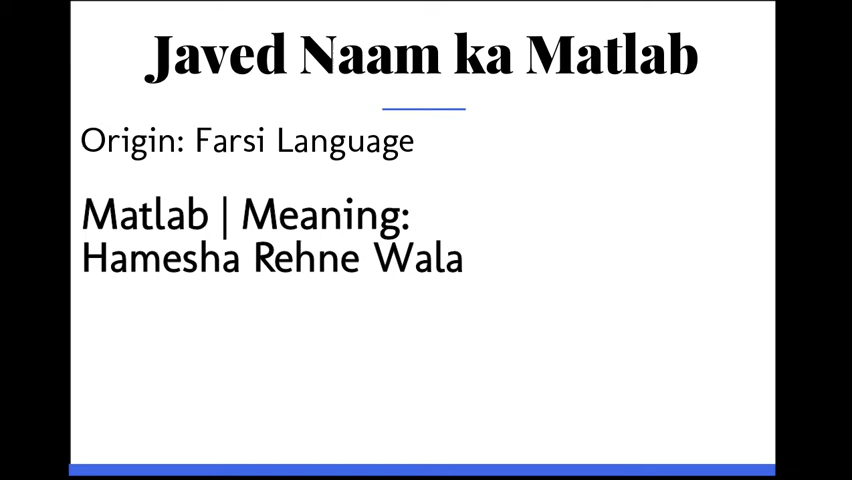 Javed Naam ka Matlab
Origin: Farsi Language
Matlab | Meaning:
Hamesha Rehne Wala